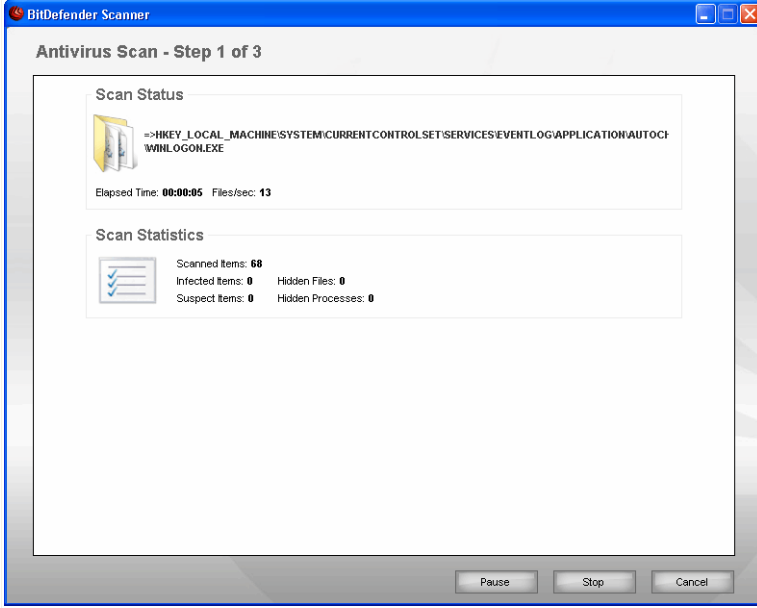 BitDefender Scanner
Antivirus Scan - Step 1 of 3
Scan Status
=>HKEY_LOCAL_MACHINE\SYSTEM\CURRENTCONTROLSET\SERVICES\EVENTLOG\APPLICATION\AUTOCH
\WINLOGON.EXE
Elapsed Time: 00:00:05 Files/sec: 13
Scan Statistics
Scanned Items: 68
Infected Items: 0 Hidden Files: 0
Suspect Items: 0 Hidden Processes: 0
Pause Stop Cancel